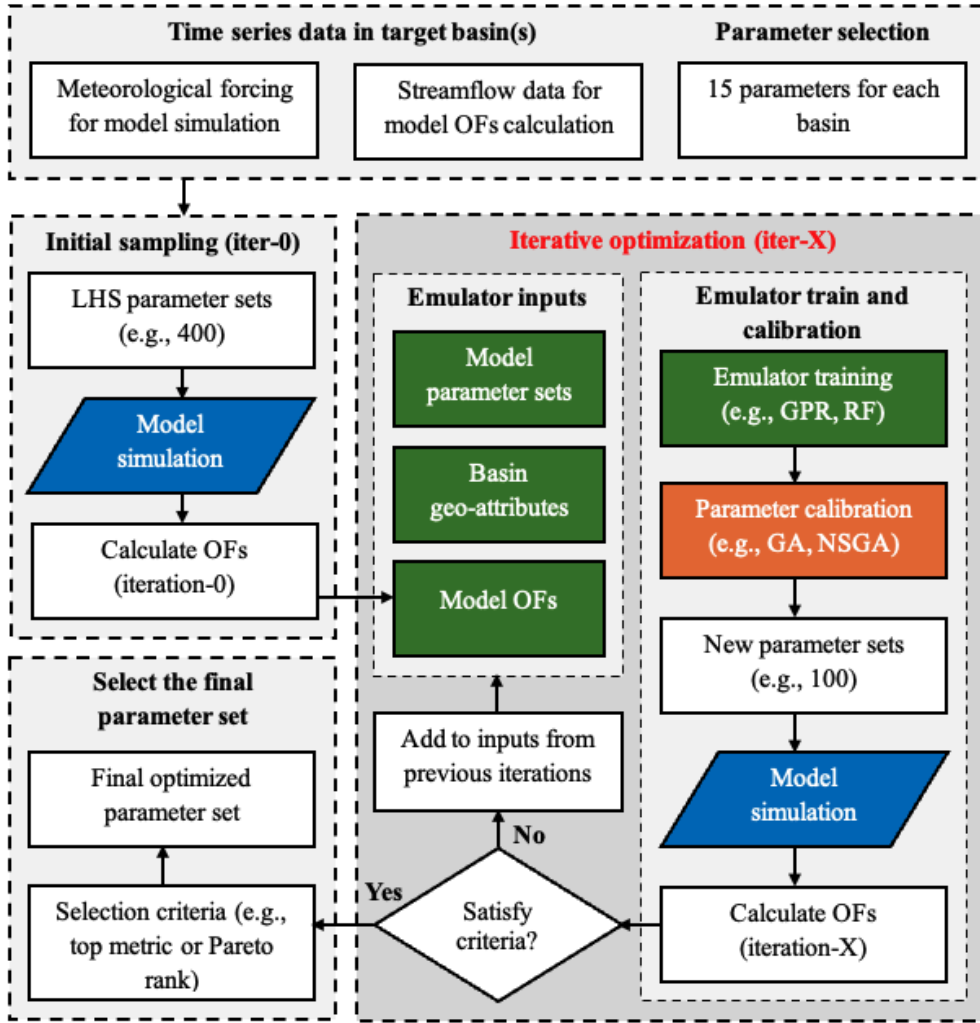 Time series data in target basin(s)
Parameter selection
Meteorological forcing
for model simulation
Streamflow data for
model OFs calculation
15 parameters for each
basin
Initial sampling (iter-0)
LHS parameter sets
(e.g., 400)
Model
simulation
Calculate OFs
(iteration-0)
Iterative optimization (iter-X)
Emulator inputs
Model
parameter sets
Basin
geo-attributes
Model OFs
Add to inputs from
previous iterations
Emulator train and
calibration
Emulator training
(e.g., GPR, RF)
Parameter calibration
(e.g., GA, NSGA)
New parameter sets
(e.g., 100)
Model
simulation
Calculate OFs
(iteration-X)
Satisfy
criteria?
No
Yes
Select the final
parameter set
Final optimized
parameter set
Selection criteria (e.g.,
top metric or Pareto
rank)